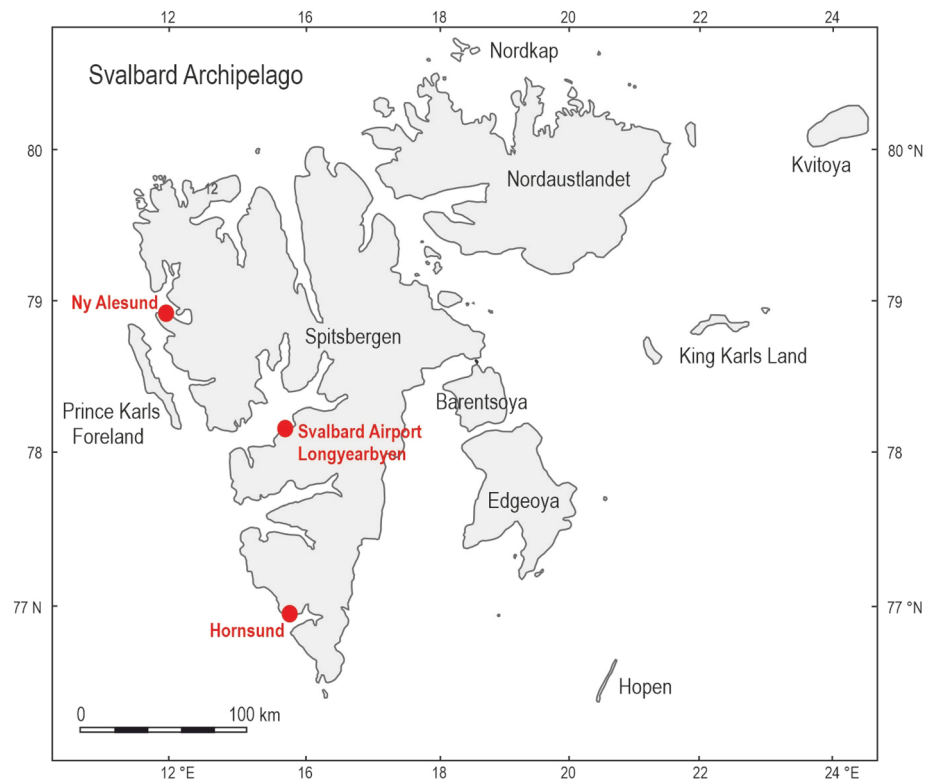 12 16 18 20 22 24
Nordkap
Svalbard Archipelago
80
80 °N
Kvitoya
Nordaustlandet
12
79
79
Ny Alesund
Spitsbergen
King Karls Land
Prince Karls
Foreland
Barentsoya
Svalbard Airport
Longyearbyen
78
78
Edgeoya
77 N
77 °N
Hornsund
Hopen
0 100 km
12 °E 16 18 20 22 24 °E